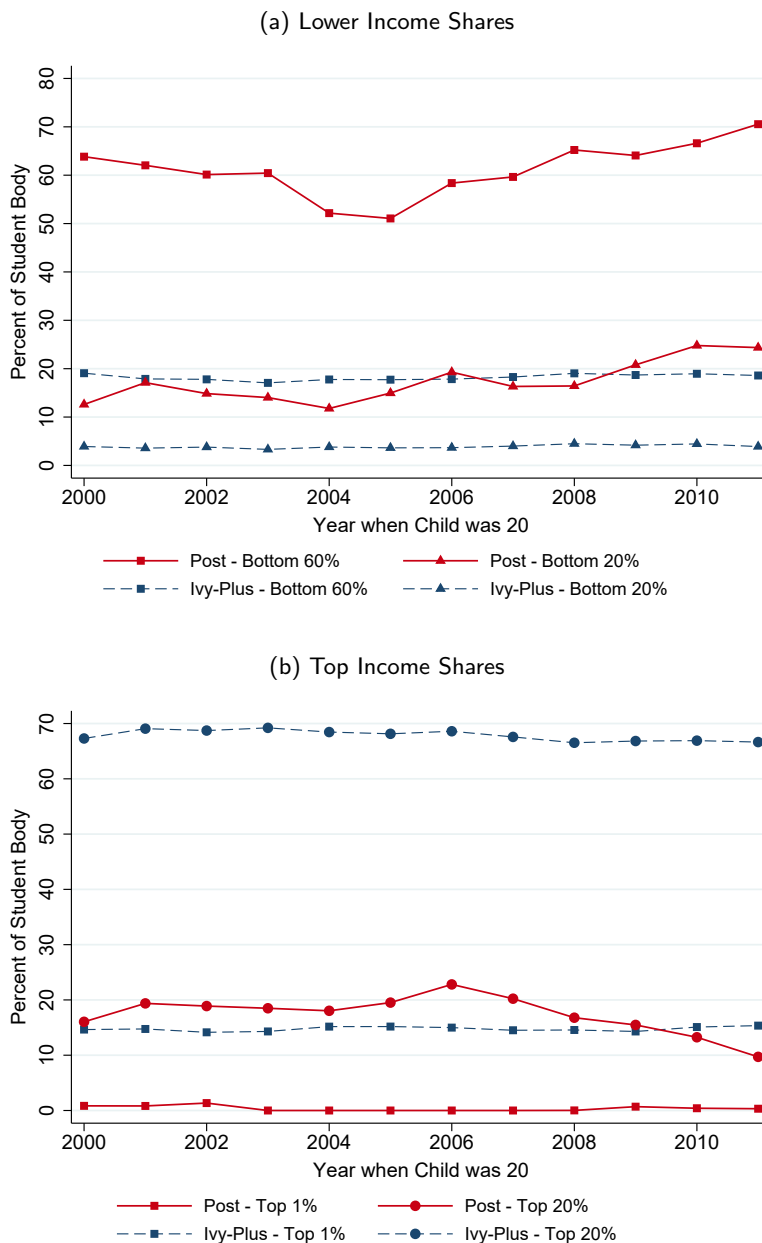 (a) Lower Income Shares
80
70
60
50
40
30
20
10
0
Percent of Student Body
2000 2002 2004 2006 2008 2010
Year when Child was 20
Post - Bottom 60% Post - Bottom 20%
Ivy-Plus - Bottom 60% Ivy-Plus - Bottom 20%
(b) Top Income Shares
70
60
50
40
30
20
10
0
Percent of Student Body
2000 2002 2004 2006 2008 2010
Year when Child was 20
Post - Top 1% Post - Top 20%
Ivy-Plus - Top 1% Ivy-Plus - Top 20%